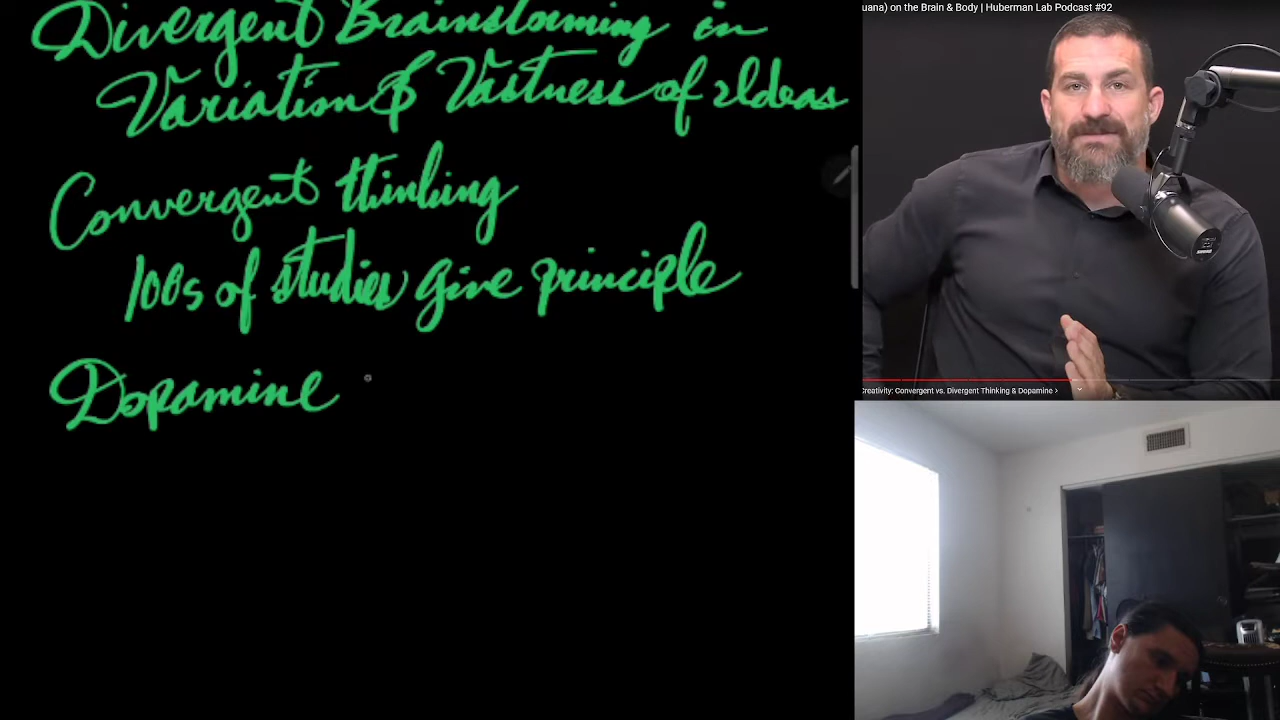 Divergent Brainstorming in
Variation & Vastness of Ideas
Convergent thinking
100s of studies give principle
Dopamine
uana) on the Brain & Body | Huberman Lab Podcast #92
Creativity: Convergent vs. Divergent Thinking & Dopamine >